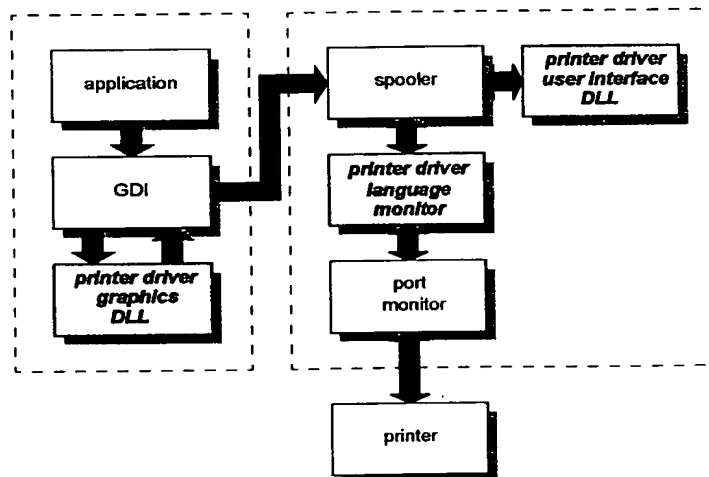 application
GDI
printer driver
graphics
DLL
spooler
printer driver
user interface
DLL
printer driver
language
monitor
port
monitor
printer